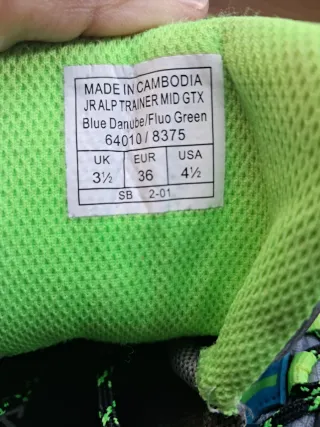 MADE IN CAMBODIA
JR ALP TRAINER MID GTX
Blue Danube/Fluo Green
64010 / 8375
UK EUR USA
3½ 36 4½
SB 2-01